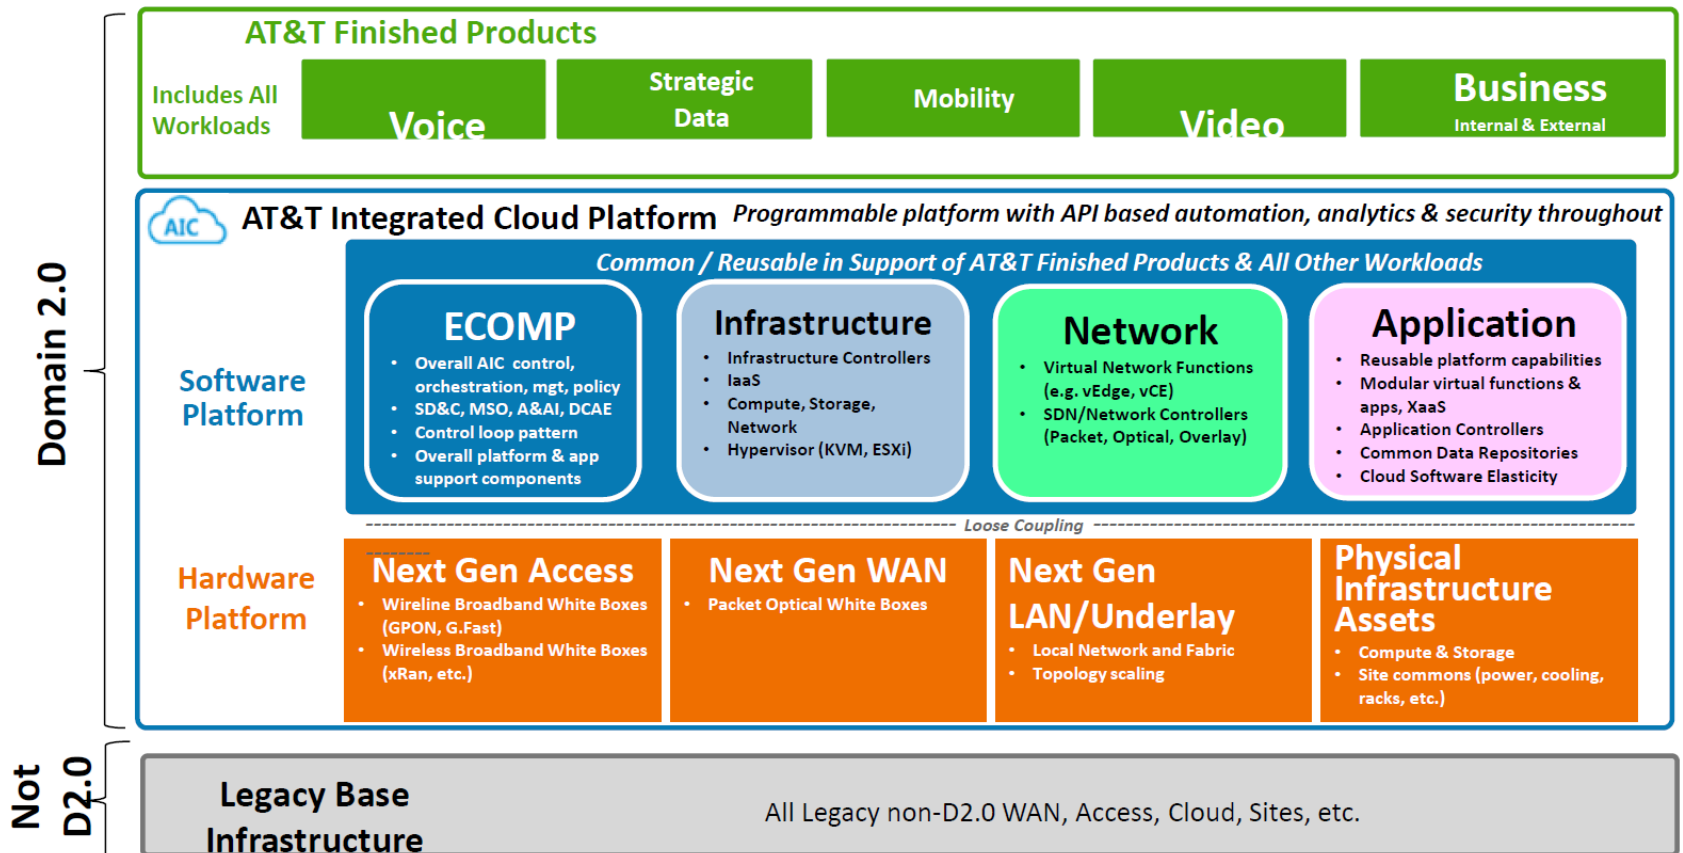 Domain 2.0
AT&T Finished Products
Includes All
Workloads
Voice
Strategic
Data
Mobility
Video
Business
Internal & External
AIC
AT&T Integrated Cloud Platform
Programmable platform with API based automation, analytics & security throughout
Common / Reusable in Support of AT&T Finished Products & All Other Workloads
Software
Platform
ECOMP
• Overall AIC control,
orchestration, mgt, policy
• SD&C, MSO, A&AI, DCAE
• Control loop pattern
• Overall platform & app
support components
Infrastructure
• Infrastructure Controllers
• IaaS
• Compute, Storage,
Network
• Hypervisor (KVM, ESXi)
Network
• Virtual Network Functions
(e.g. vEdge, vCE)
• SDN/Network Controllers
(Packet, Optical, Overlay)
Application
• Reusable platform capabilities
• Modular virtual functions &
apps, XaaS
• Application Controllers
• Common Data Repositories
• Cloud Software Elasticity
Loose Coupling
Hardware
Platform
Next Gen Access
• Wireline Broadband White Boxes
(GPON, G.Fast)
• Wireless Broadband White Boxes
(xRan, etc.)
Next Gen WAN
• Packet Optical White Boxes
Next Gen
LAN/Underlay
• Local Network and Fabric
• Topology scaling
Physical
Infrastructure
Assets
• Compute & Storage
• Site commons (power, cooling,
racks, etc.)
Not
D2.0
Legacy Base
Infrastructure
All Legacy non-D2.0 WAN, Access, Cloud, Sites, etc.